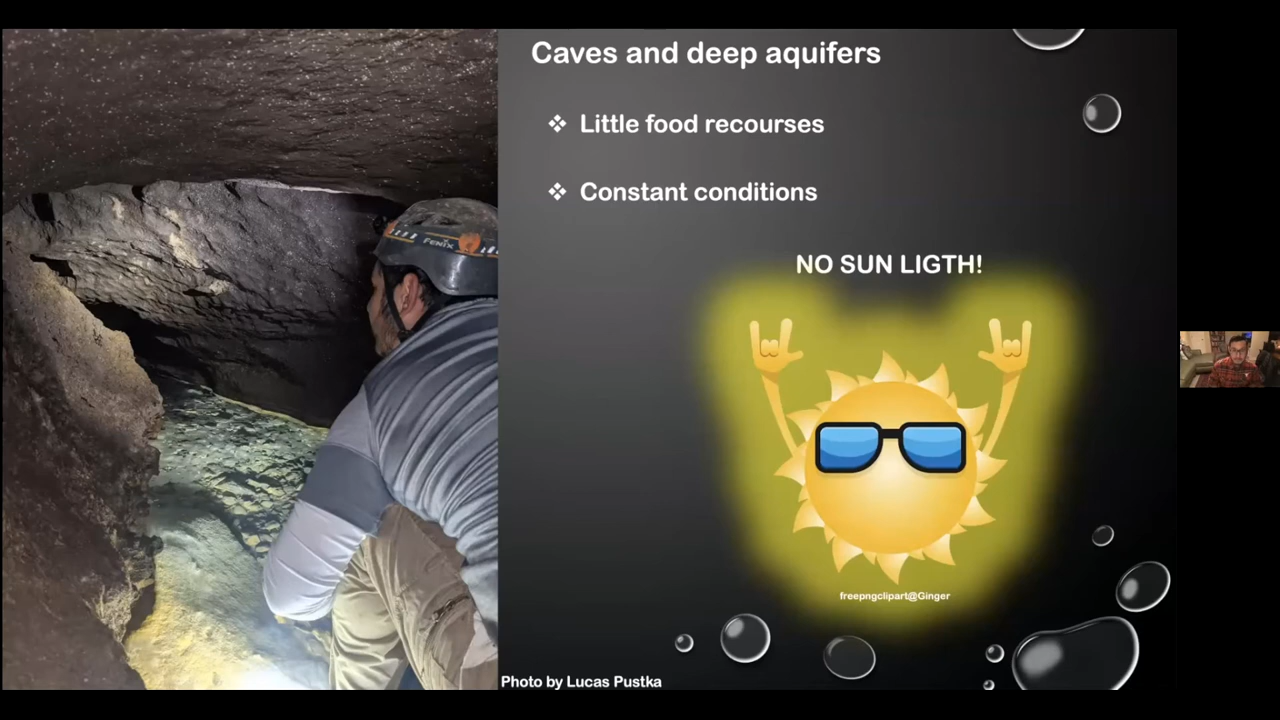 Caves and deep aquifers
❖ Little food recourses
❖ Constant conditions
NO SUN LIGTH!
FENIX
freepngclipart@Ginger
Photo by Lucas Pustka